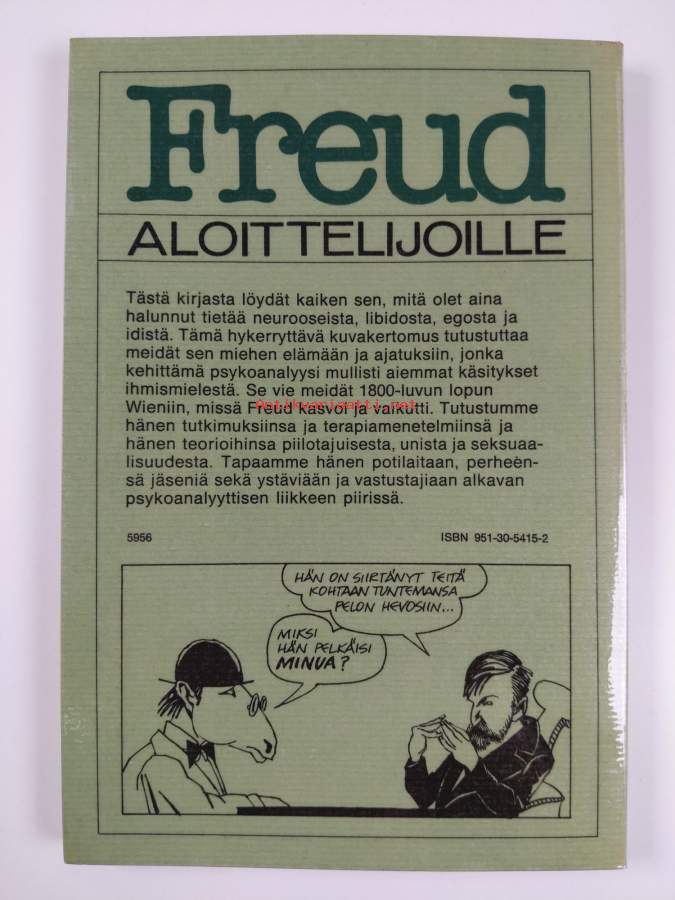 Freud
ALOITTELIJOILLE
Tästä kirjasta löydät kaiken sen, mitä olet aina
halunnut tietää neurooseista, libidosta, egosta ja
idistä. Tämä hykerryttävä kuvakertomus tutustuttaa
meidät sen miehen elämään ja ajatuksiin, jonka
kehittämä psykoanalyysi mullisti aiemmat käsitykset
ihmismielestä. Se vie meidät 1800-luvun lopun
Wieniin, missä Freud kasvoi ja vaikutti. Tutustumme
Antikvariaatti.net
hänen tutkimuksiinsa ja terapiamenetelmiinsä ja
hänen teorioihinsa piilotajuisesta, unista ja seksuaa-
lisuudesta. Tapaamme hänen potilaitaan, perheen-
sä jäseniä sekä ystäviään ja vastustajiaan alkavan
psykoanalyyttisen liikkeen piirissä.
5956 ISBN 951-30-5415-2
HÄN ON SIIRTÄNYT TEITÄ
KOHTAAN TUNTEMANSA
PELON HEVOSIIN...
MIKSI
HÄN PELKÄISI
MINUA?